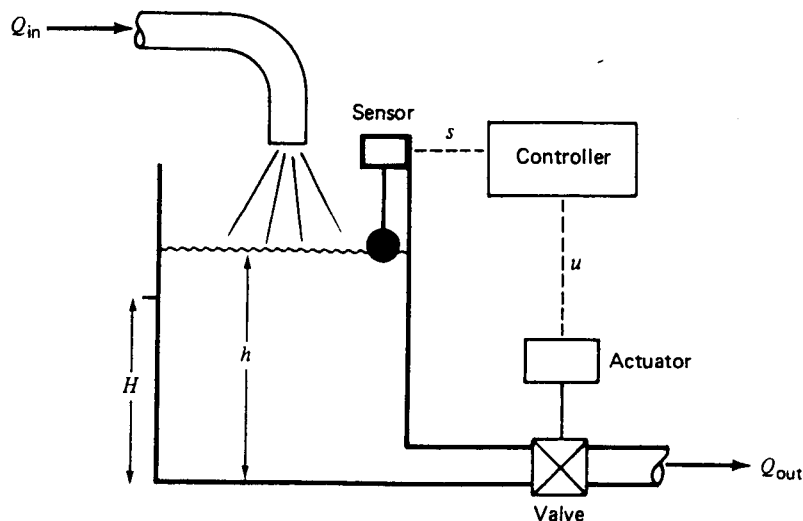 Q_in
Sensor
s
Controller
u
h
H
Actuator
Q_out
Valve